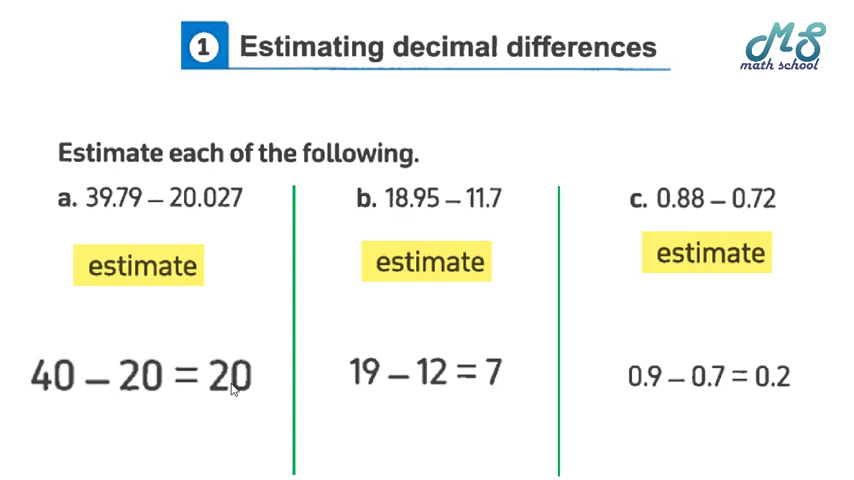 1 Estimating decimal differences
MS
math school
Estimate each of the following.
a. 39.79 – 20.027
b. 18.95 – 11.7
c. 0.88 – 0.72
estimate
estimate
estimate
40 – 20 = 20
19 – 12 = 7
0.9 – 0.7 = 0.2